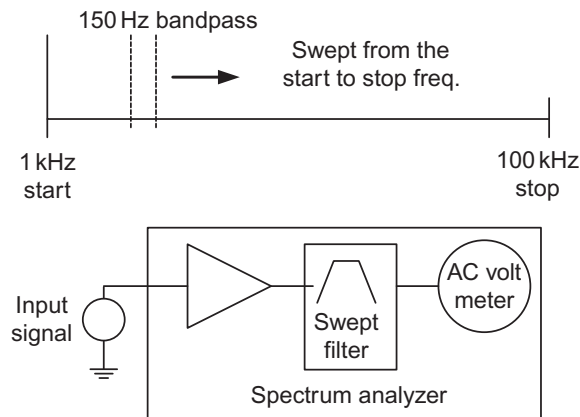 150 Hz bandpass
Swept from the
start to stop freq.
1 kHz
start
100 kHz
stop
Input
signal
Swept
filter
AC volt
meter
Spectrum analyzer